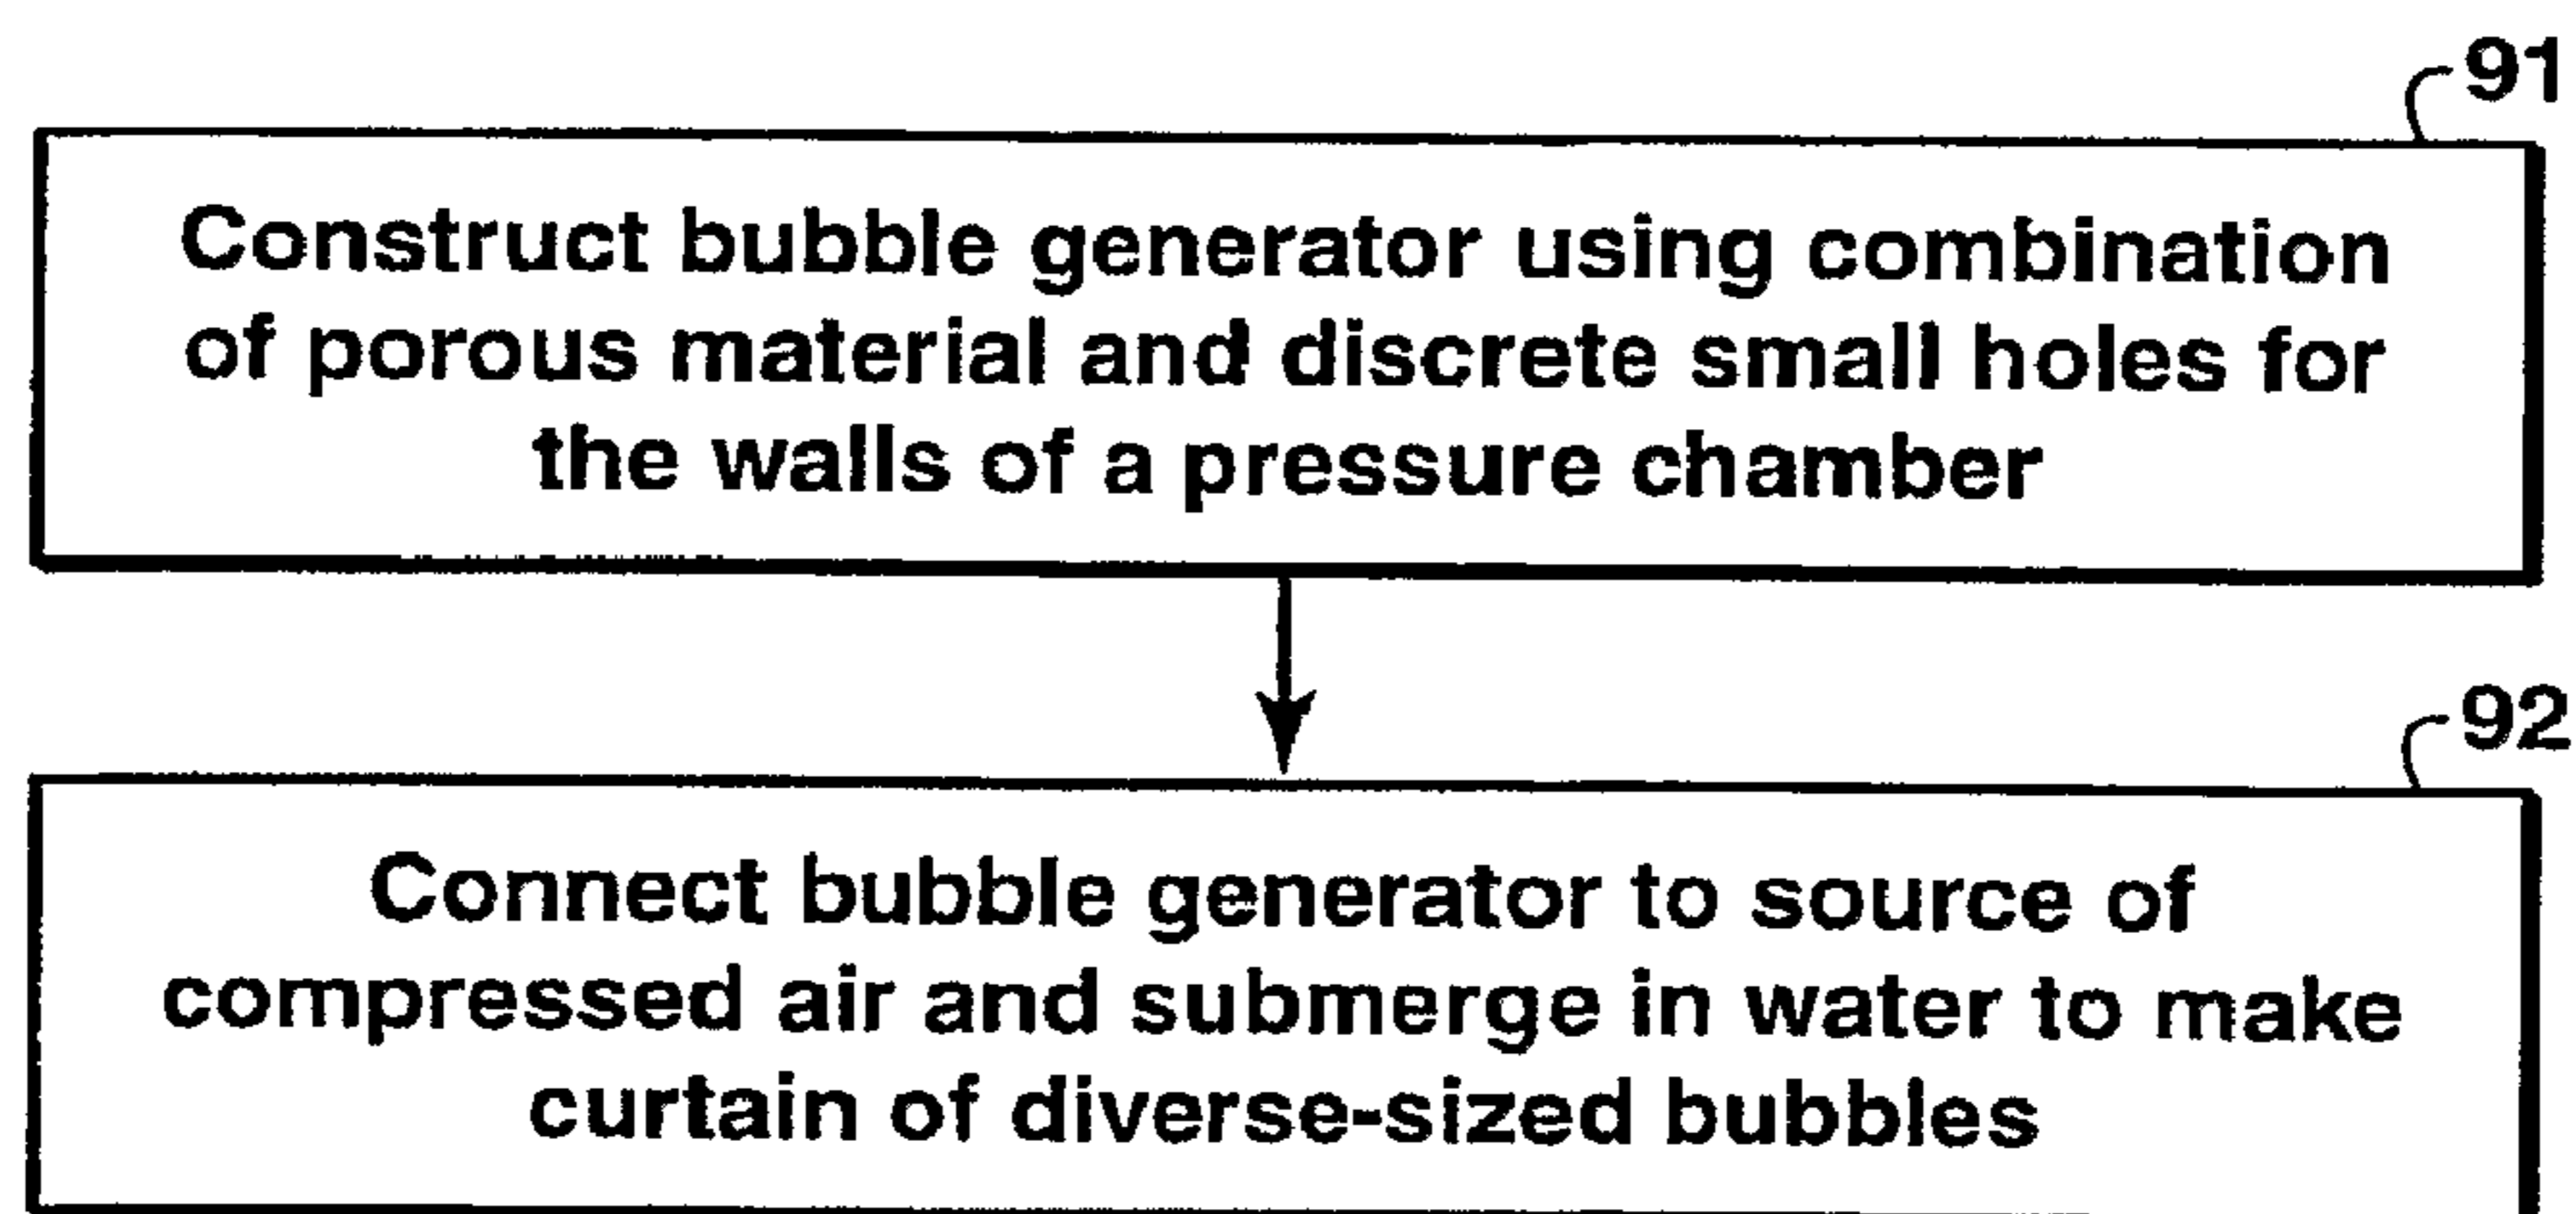 91
Construct bubble generator using combination
of porous material and discrete small holes for
the walls of a pressure chamber
92
Connect bubble generator to source of
compressed air and submerge in water to make
curtain of diverse-sized bubbles